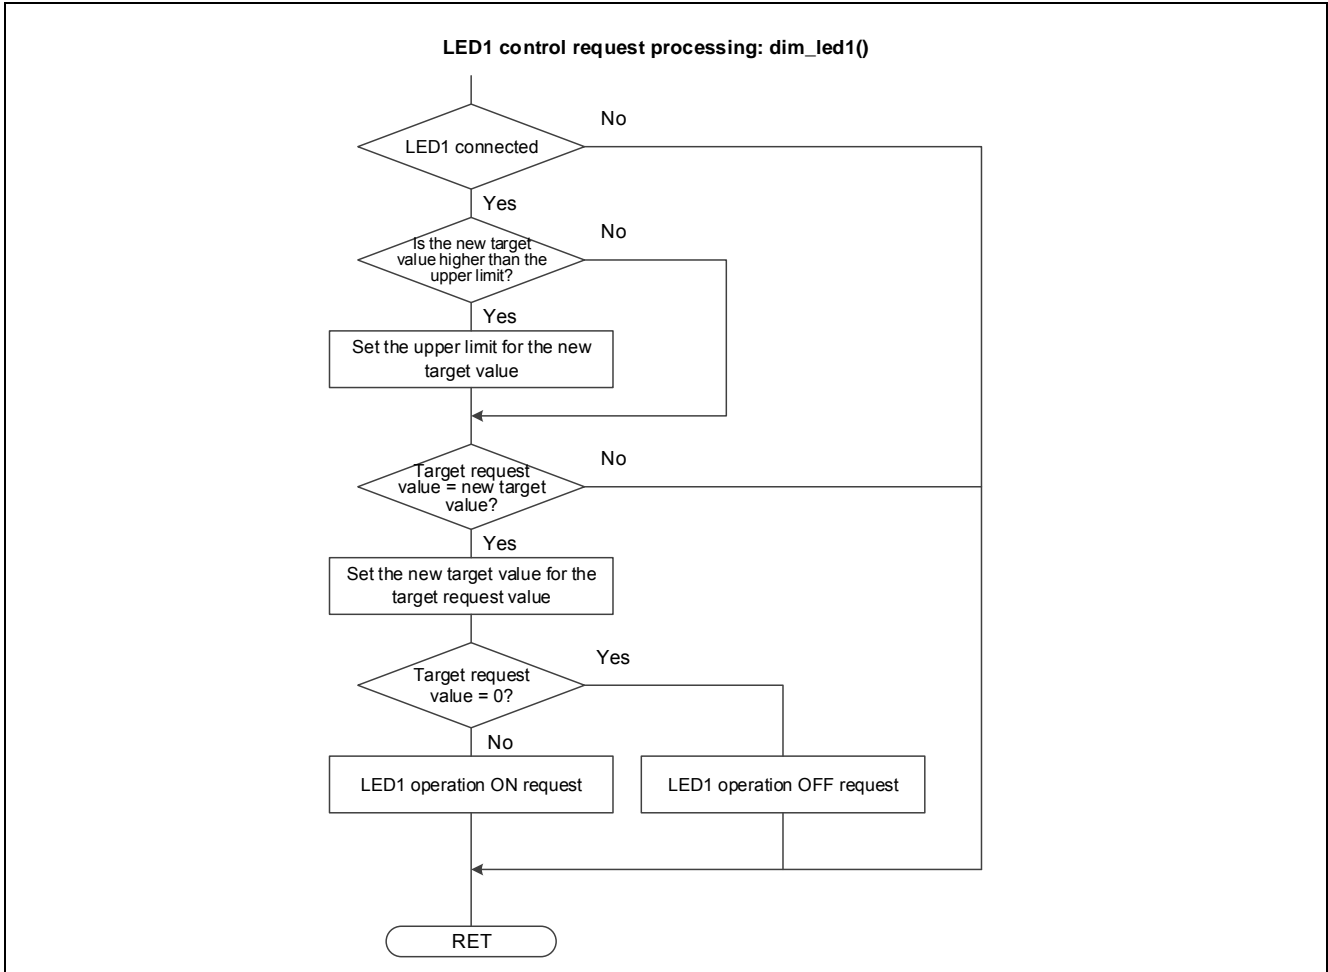 LED1 control request processing: dim_led1()
No
LED1 connected
Yes
No
Is the new target
value higher than the
upper limit?
Yes
Set the upper limit for the new
target value
No
Target request
value = new target
value?
Yes
Set the new target value for the
target request value
Yes
Target request
value = 0?
No
LED1 operation ON request
LED1 operation OFF request
RET